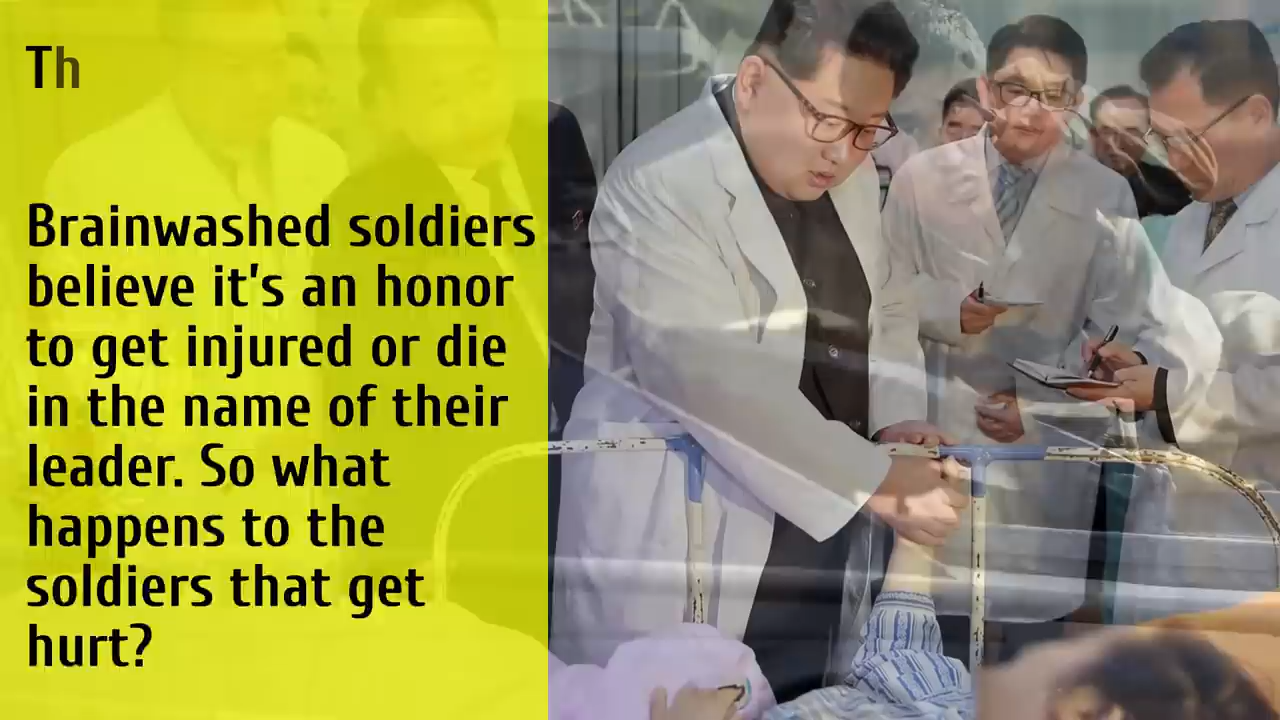 Th
Brainwashed soldiers
believe it's an honor
to get injured or die
in the name of their
leader. So what
happens to the
soldiers that get
hurt?